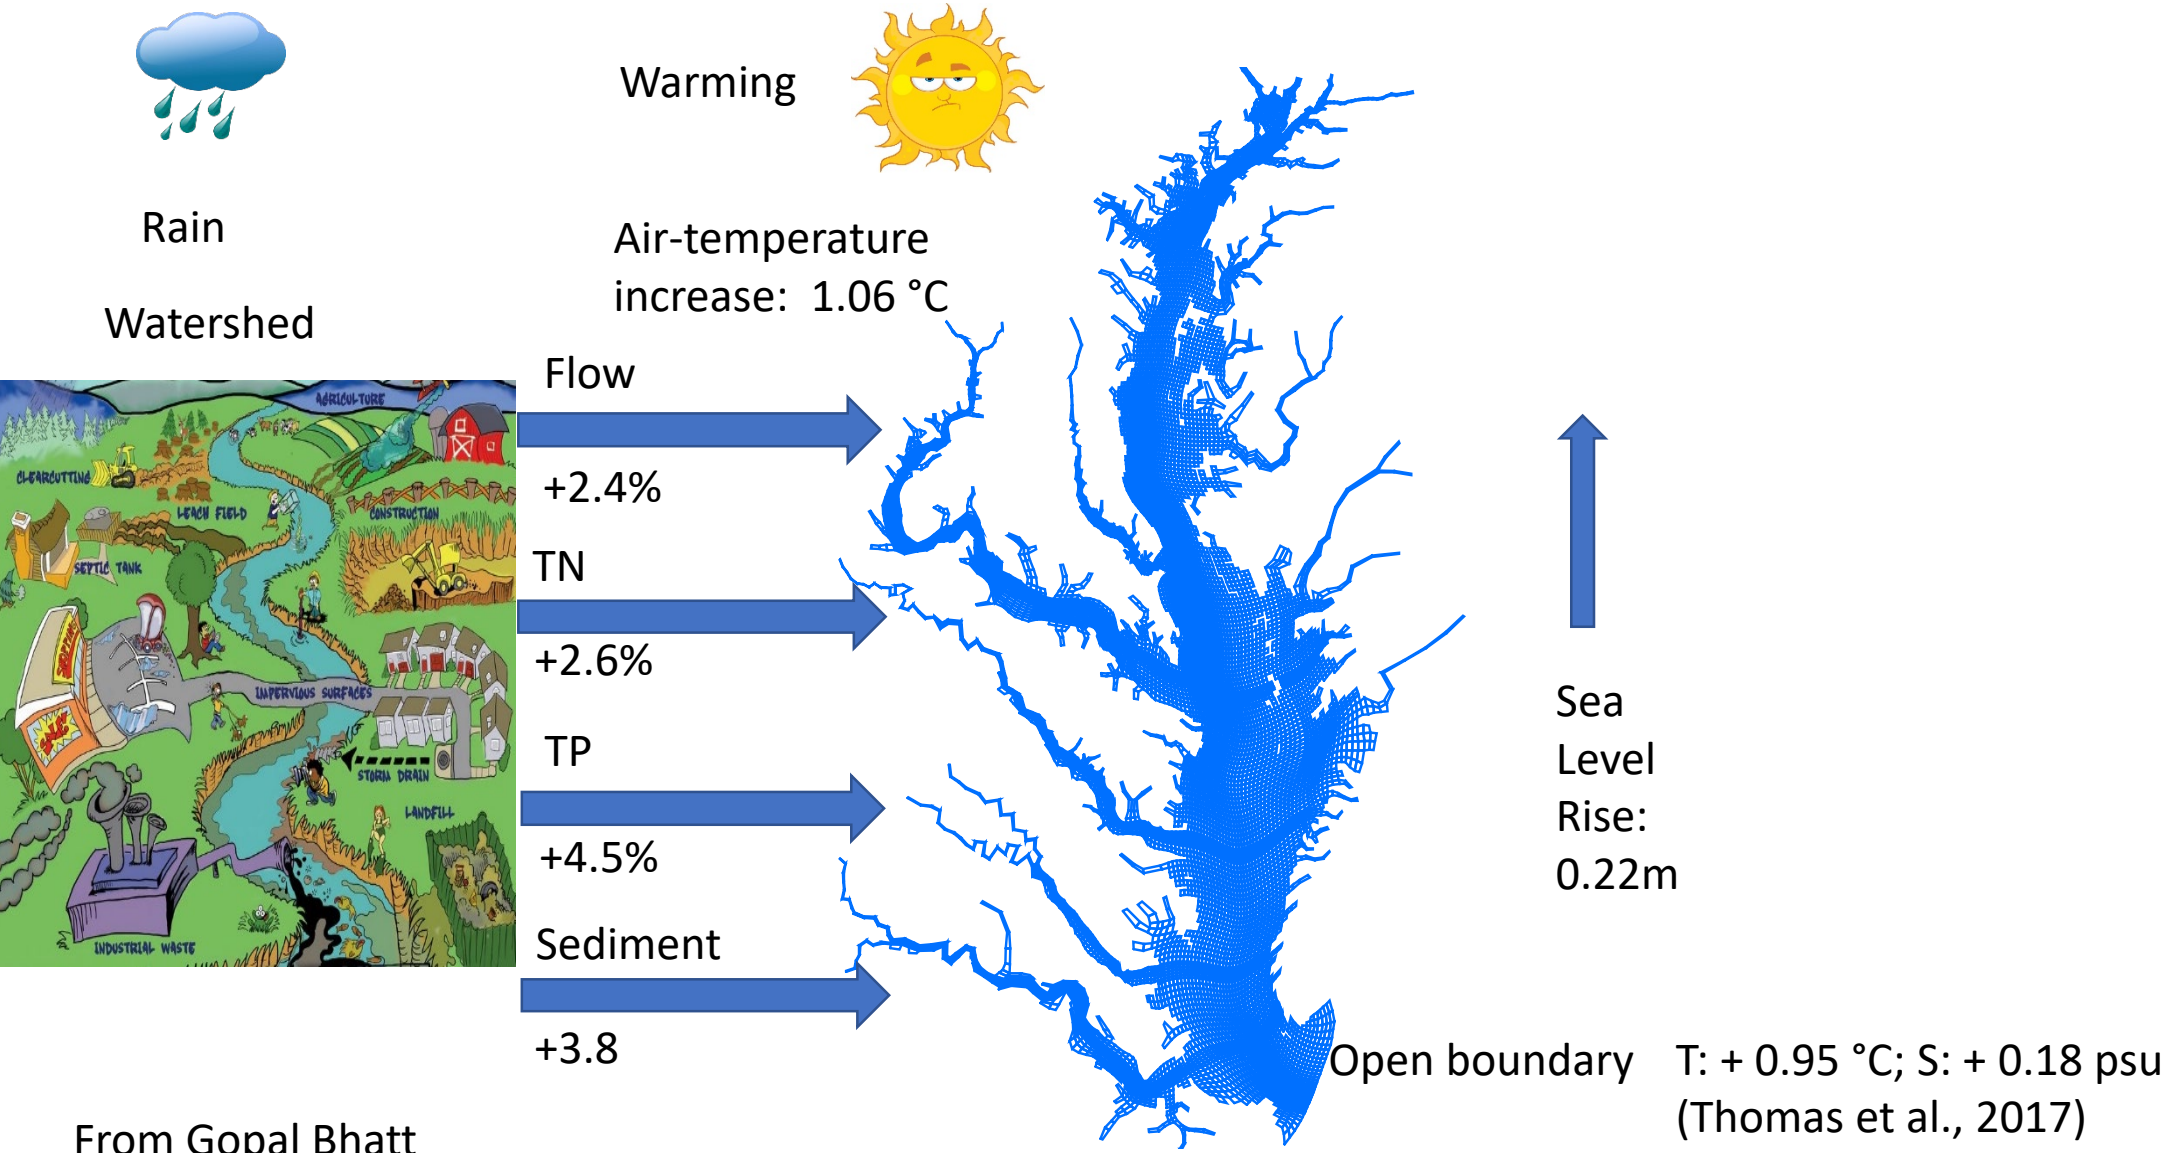 Rain
Watershed
Warming
Air-temperature
increase: 1.06 °C
AGRICULTURE
CLEARCUTTING
LEACH FIELD
CONSTRUCTION
SEPTIC TANK
IMPERVIOUS SURFACES
STORM DRAIN
LANDFILL
INDUSTRIAL WASTE
Flow
+2.4%
TN
+2.6%
TP
+4.5%
Sediment
+3.8
Sea
Level
Rise:
0.22m
Open boundary T: + 0.95 °C; S: + 0.18 psu
(Thomas et al., 2017)
From Gopal Bhatt